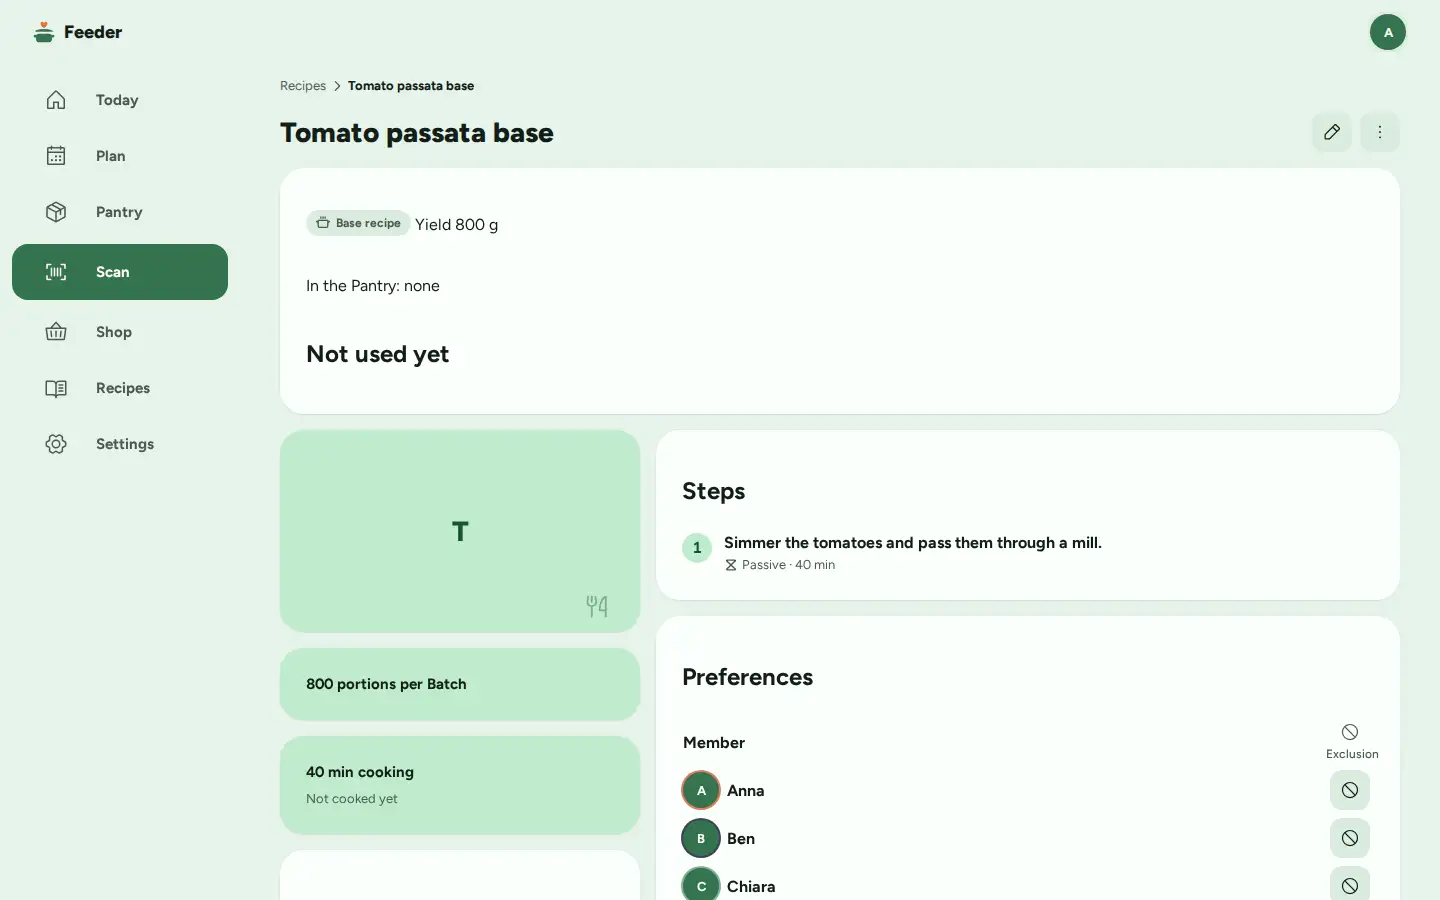 Feeder
A
Today
Plan
Pantry
Scan
Shop
Recipes
Settings
Recipes
Tomato passata base
Tomato passata base
Base recipe
Yield 800 g
In the Pantry: none
Not used yet
T
800 portions per Batch
40 min cooking
Not cooked yet
Steps
1
Simmer the tomatoes and pass them through a mill.
Passive · 40 min
Preferences
Member
Exclusion
A
Anna
B
Ben
C
Chiara